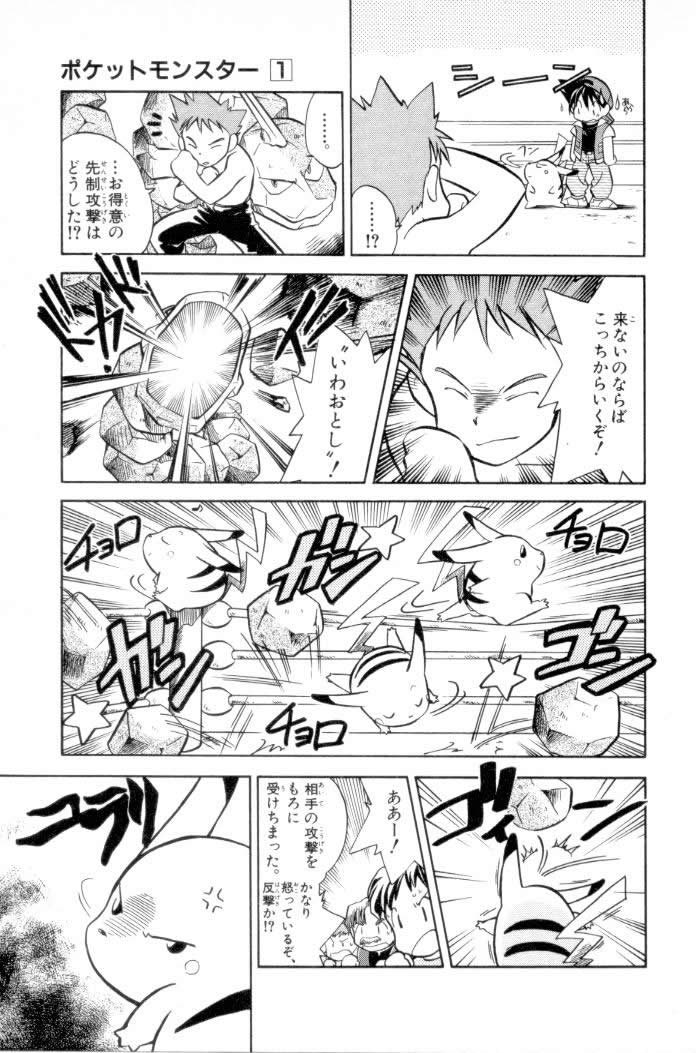 ポケットモンスター 1
シーーン
あぅ
……!?
……。
…お得意の
先制攻撃は
どうした!?
来ないのならば
こっちからいくぞ!
“いわおとし”!
ドカドドド
チョロ
ゴン
ガン
チョロ
チョロ
ガン
ゴン
ああー!
相手の攻撃を
もろに
受けちまった。
かなり
怒っているぞ、
反撃か!?
コラッ